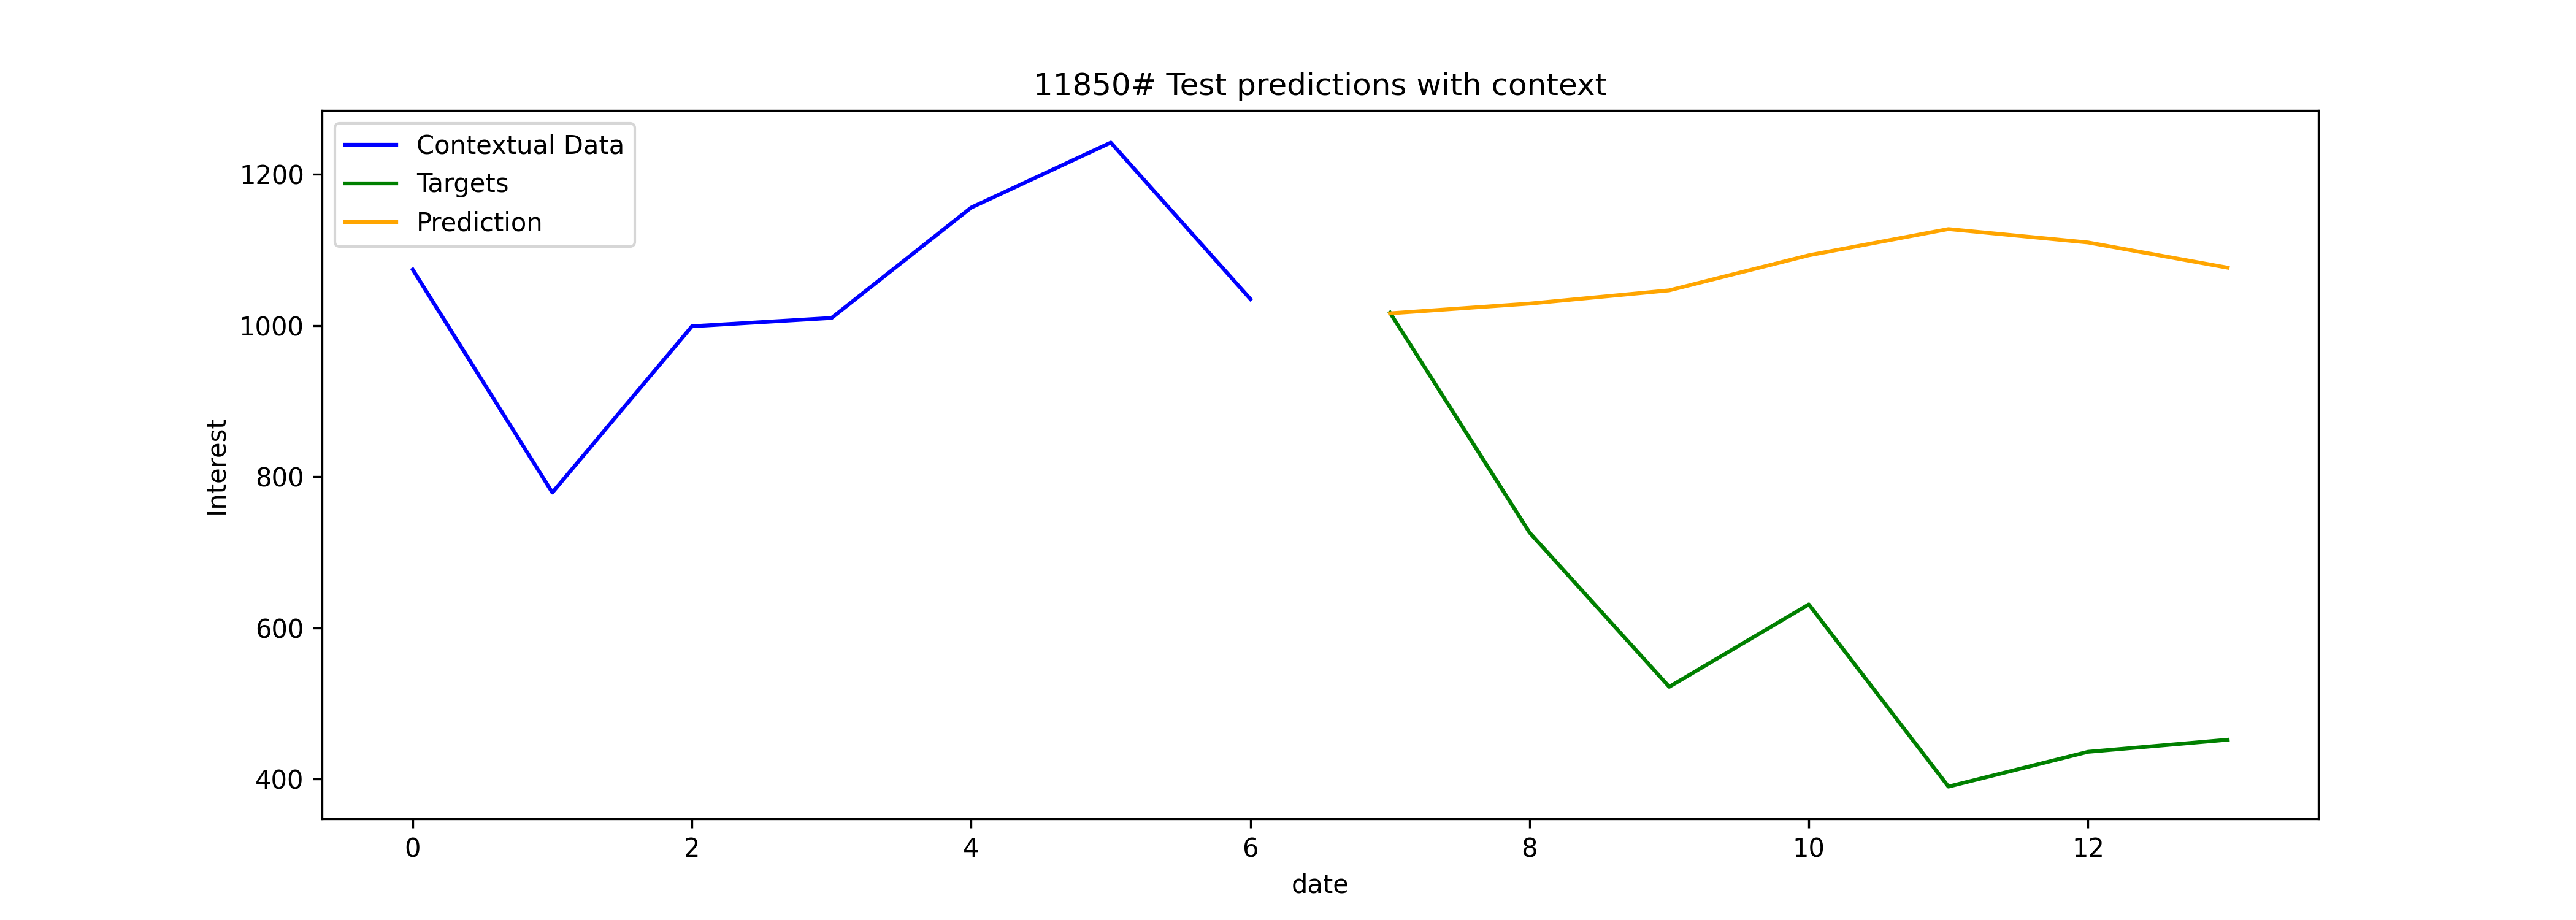 11850# Test predictions with context
Contextual Data
Targets
Prediction
1200
1000
800
600
400
Interest
0 2 4 6 8 10 12
date